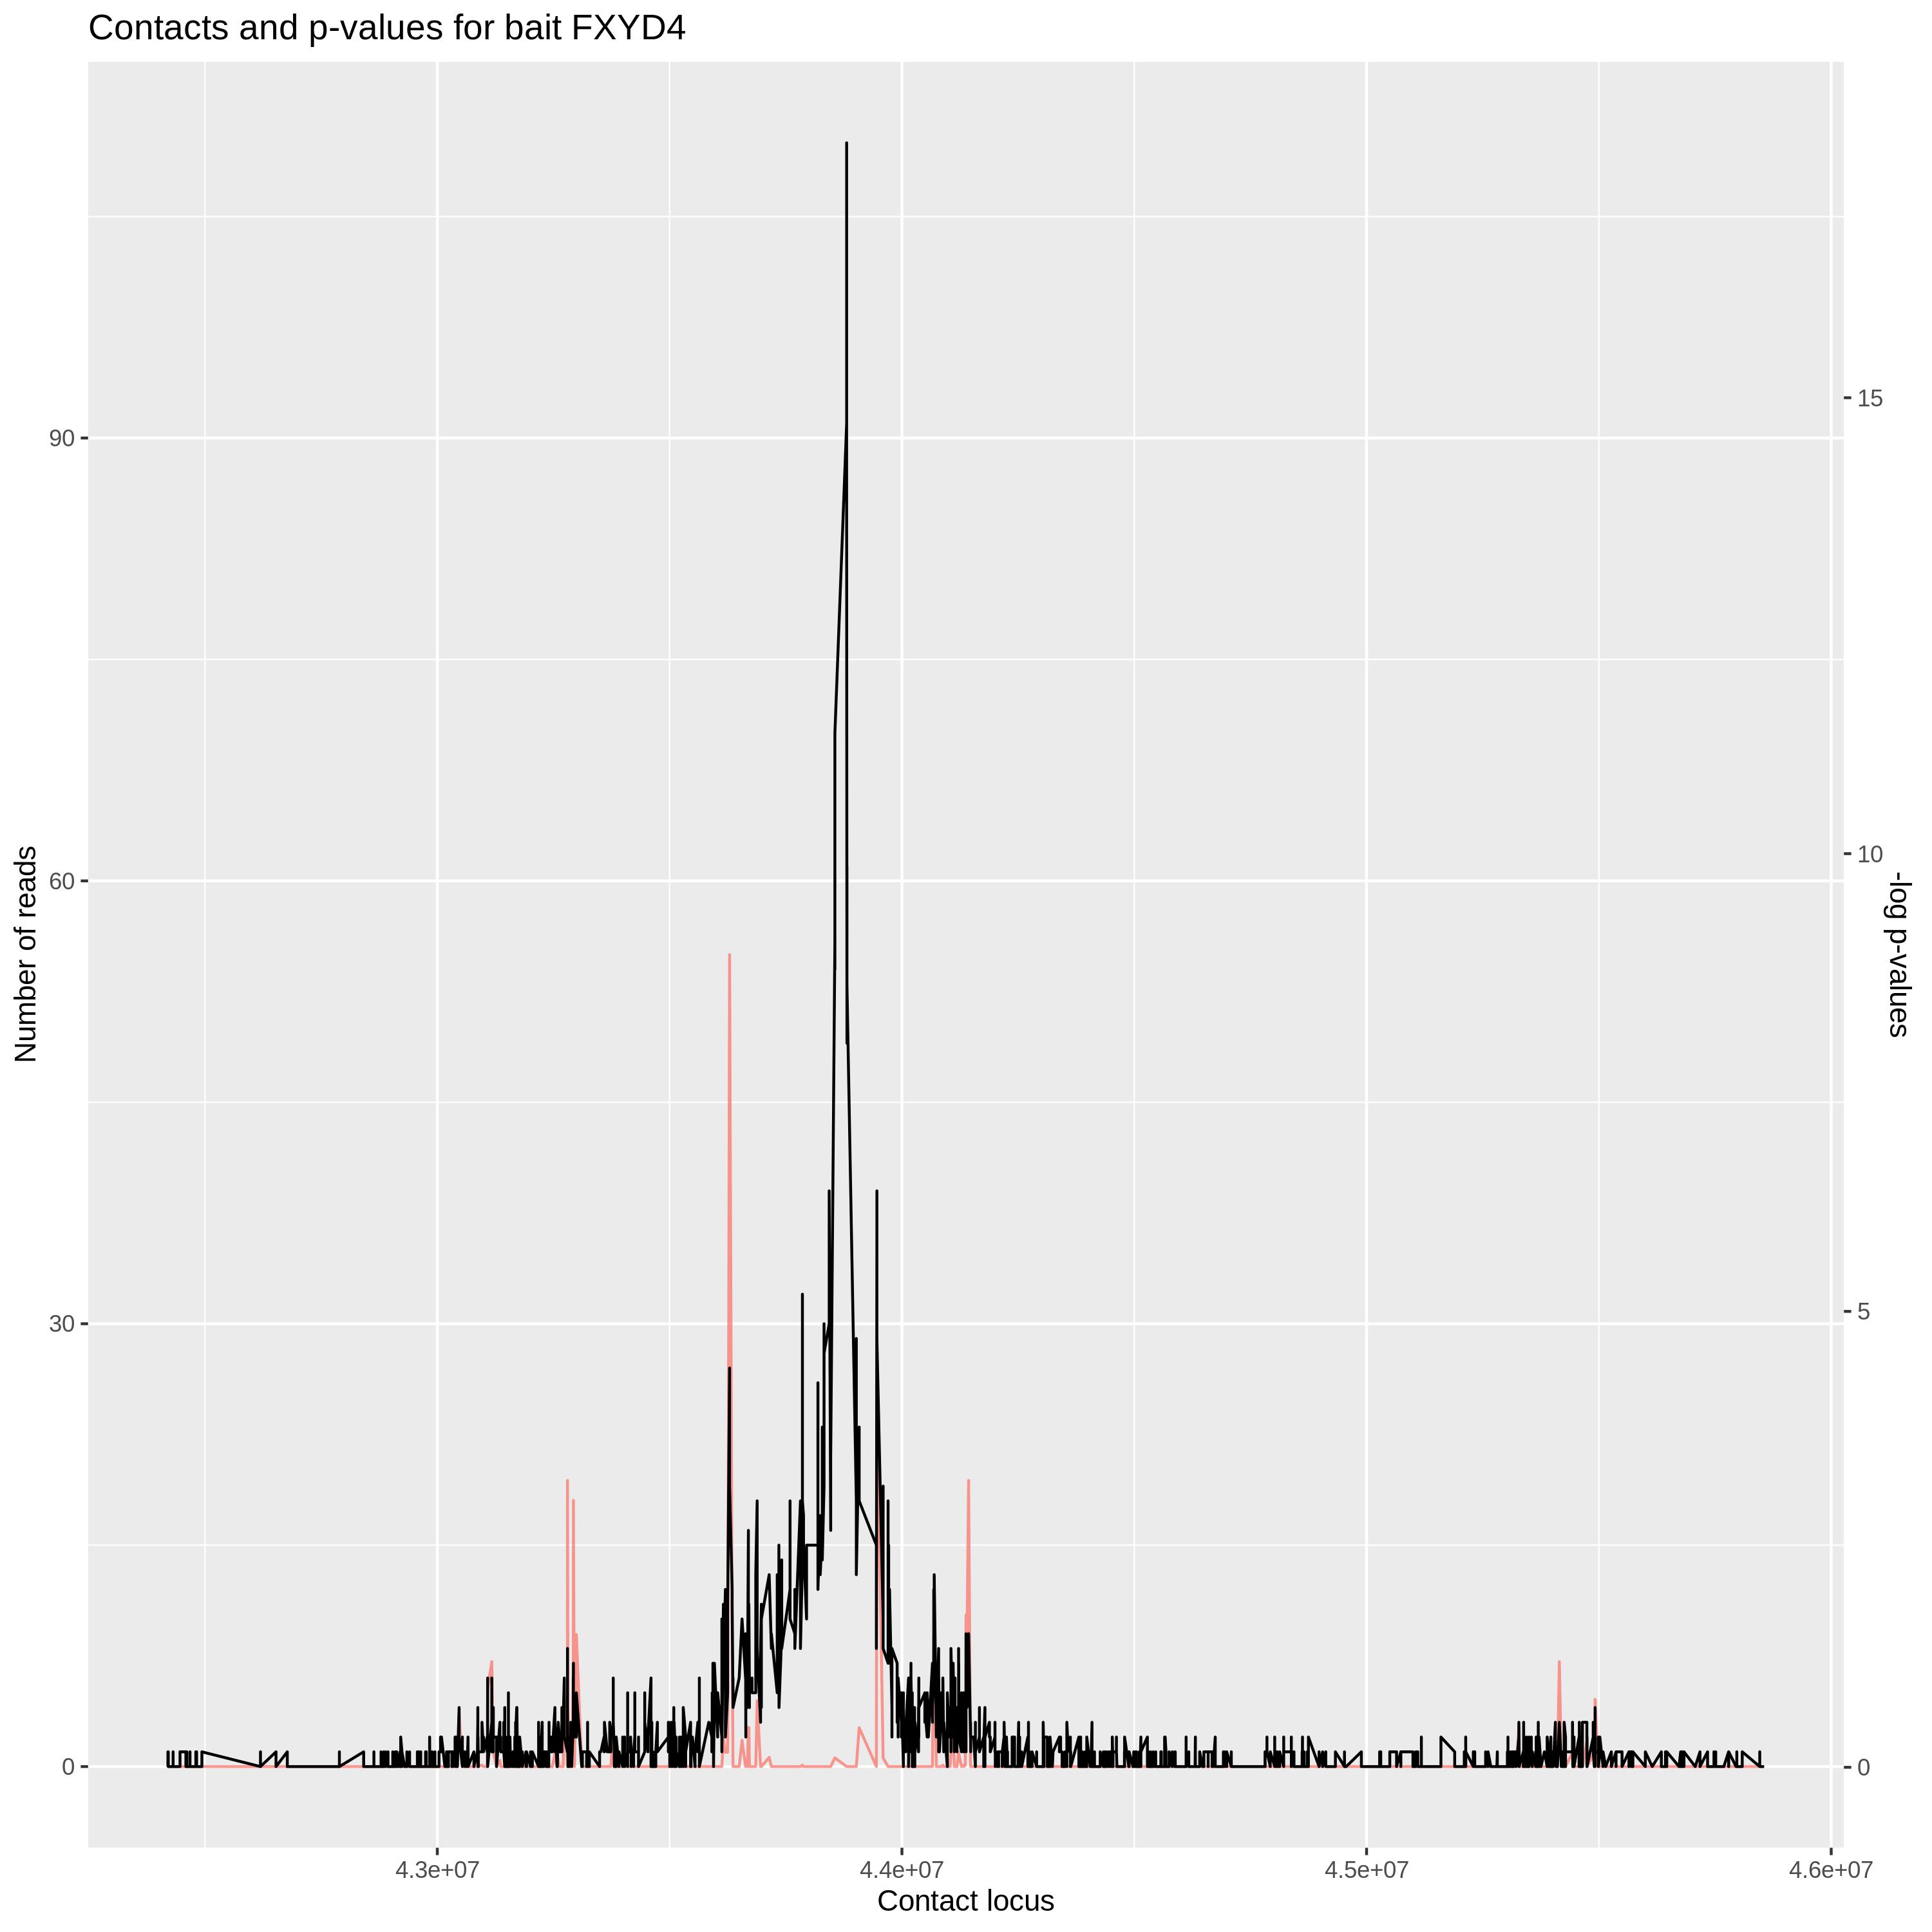 Contacts and p-values for bait FXYD4
Number of reads
90
60
30
0
15
10
5
0
-log p-values
4.3e+07
4.4e+07
4.5e+07
4.6e+07
Contact locus